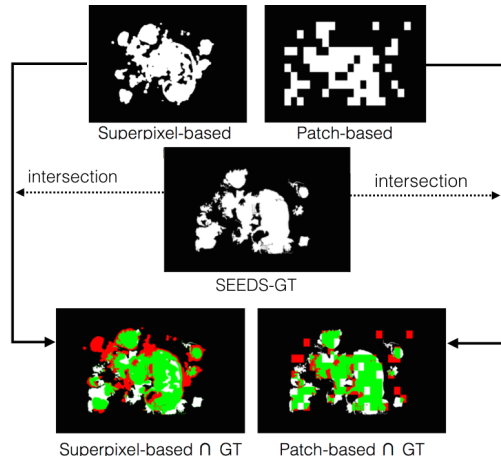 Superpixel-based
Patch-based
intersection
intersection
SEEDS-GT
Superpixel-based ∩ GT
Patch-based ∩ GT